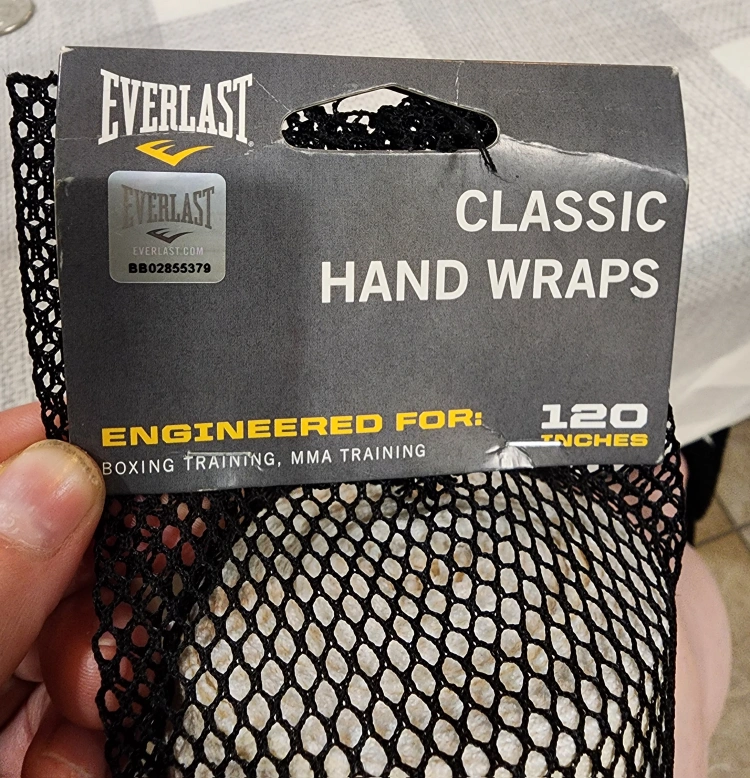 EVERLAST
EVERLAST
EVERLAST.COM
BB02855379
CLASSIC
HAND WRAPS
ENGINEERED FOR:
BOXING TRAINING, MMA TRAINING
120
INCHES